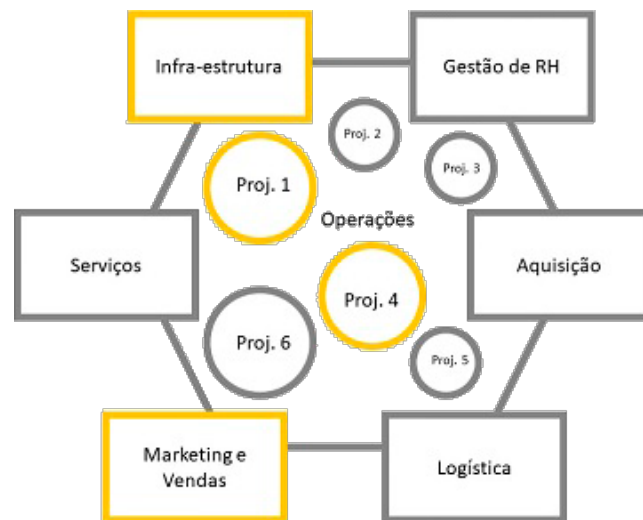 Infra-estrutura
Gestão de RH
Proj. 2
Proj. 3
Proj. 1
Operações
Serviços
Aquisição
Proj. 4
Proj. 6
Proj. 5
Marketing e
Vendas
Logística